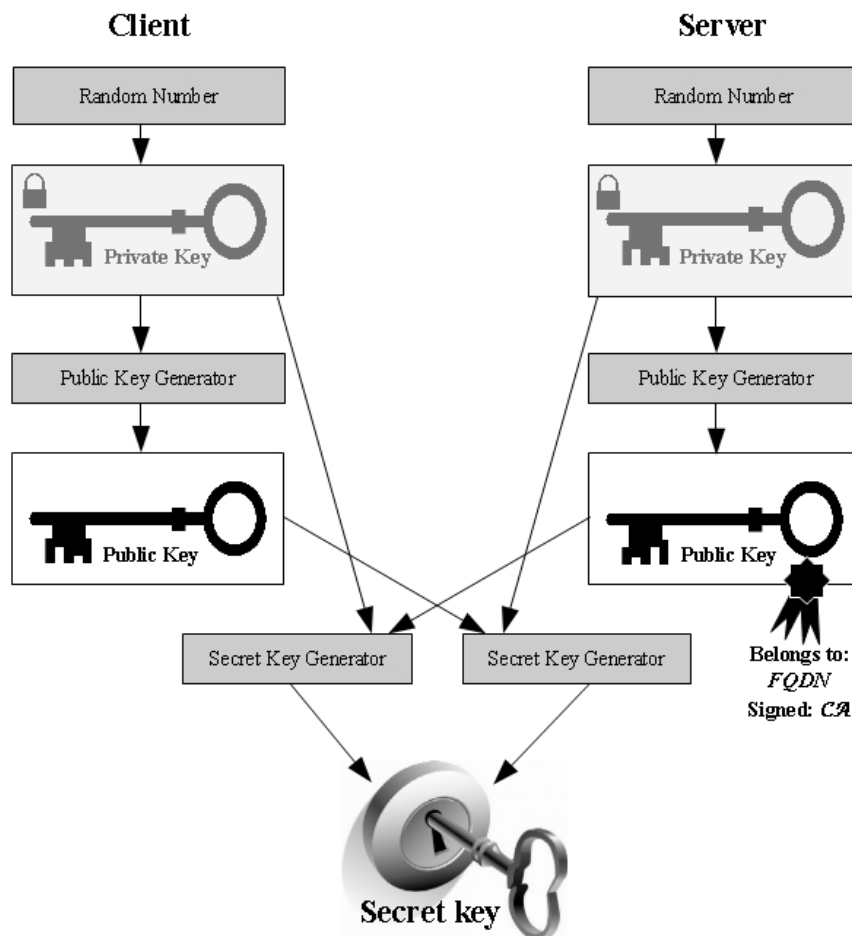 Client
Server
Random Number
Random Number
Private Key
Private Key
Public Key Generator
Public Key Generator
Public Key
Public Key
Secret Key Generator
Secret Key Generator
Belongs to:
FQDN
Signed: CA
Secret key